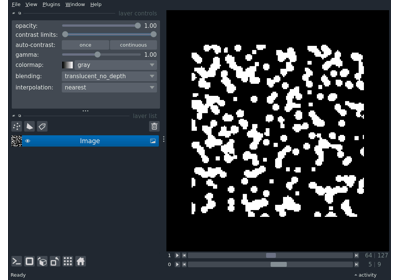 File View Plugins Window Help
layer controls
opacity: 1.00
contrast limits:
auto-contrast: once continuous
gamma: 1.00
colormap: gray
blending: translucent_no_depth
interpolation: nearest
layer list
Image
1 64 127
0 5 9
Ready activity